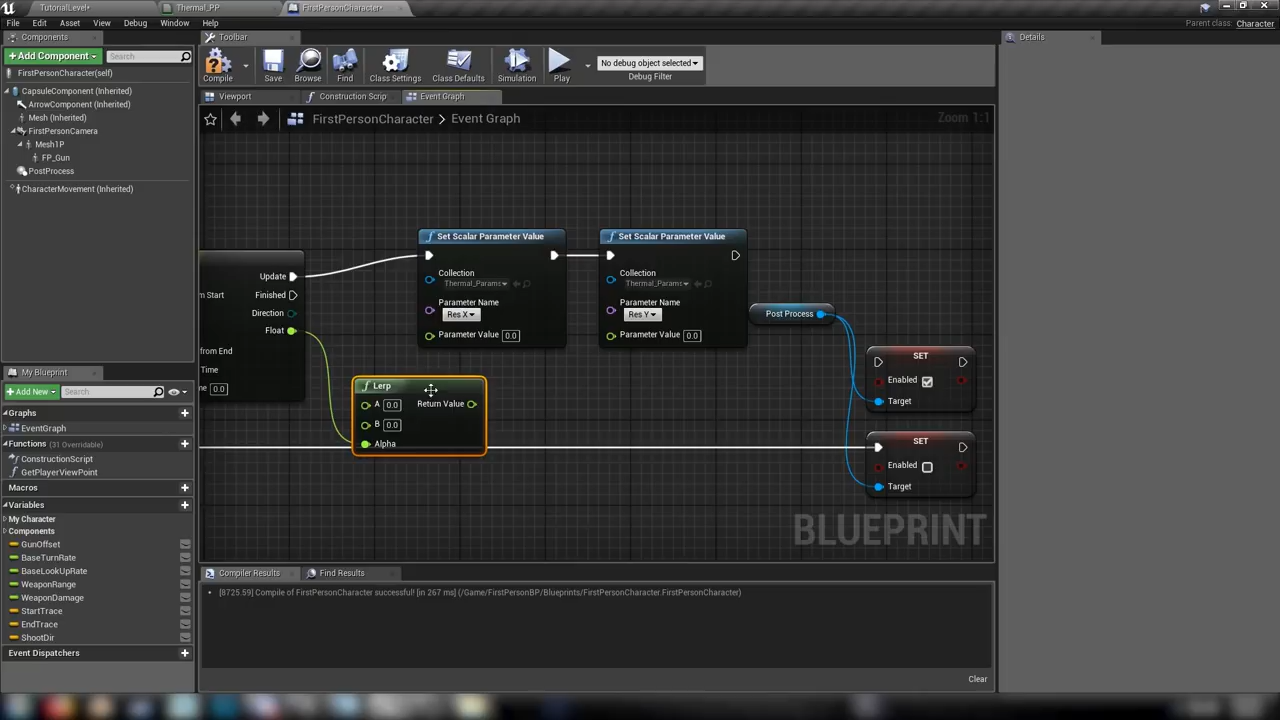 TutorialLevel*
Thermal_PP
FirstPersonCharacter*
File Edit Asset View Debug Window Help
Parent class: Character
Components
Toolbar
Details
+Add Component
Search
FirstPersonCharacter(self)
CapsuleComponent (Inherited)
ArrowComponent (Inherited)
Mesh (Inherited)
FirstPersonCamera
Mesh1P
FP_Gun
PostProcess
CharacterMovement (Inherited)
Compile
Save
Browse
Find
Class Settings
Class Defaults
Simulation
Play
No debug object selected
Debug Filter
Viewport
Construction Scrip
Event Graph
FirstPersonCharacter > Event Graph
Zoom 1:1
Update
Finished
Direction
Float
m Start
from End
Time
me 0.0
f Set Scalar Parameter Value
Collection
Thermal_Params
Parameter Name
Res X
Parameter Value 0.0
f Set Scalar Parameter Value
Collection
Thermal_Params
Parameter Name
Res Y
Parameter Value 0.0
Post Process
SET
Enabled
Target
SET
Enabled
Target
f Lerp
A 0.0 Return Value
B 0.0
Alpha
BLUEPRINT
My Blueprint
+Add New
Search
Graphs
EventGraph
Functions (31 Overridable)
ConstructionScript
GetPlayerViewPoint
Macros
Variables
My Character
Components
GunOffset
BaseTurnRate
BaseLookUpRate
WeaponRange
WeaponDamage
StartTrace
EndTrace
ShootDir
Event Dispatchers
Compiler Results
Find Results
[8725.59] Compile of FirstPersonCharacter successful! [in 267 ms] (/Game/FirstPersonBP/Blueprints/FirstPersonCharacter.FirstPersonCharacter)
Clear